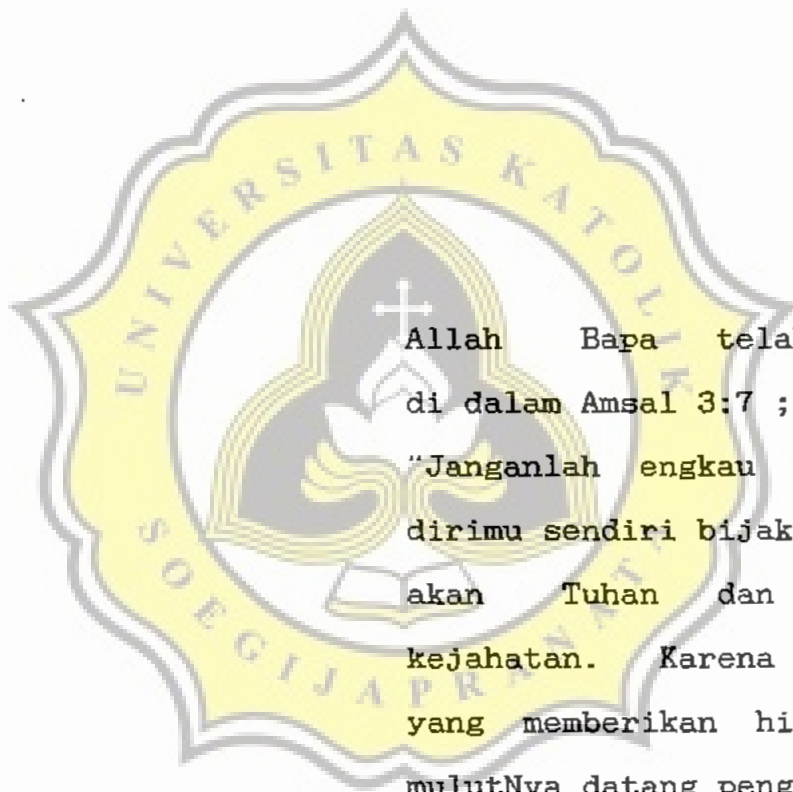 UNIVERSITAS KATOLIK
Allah Bapa
di dalam Amsal 3:7 ;
"Janganlah engkau
dirimu sendiri bijak
akan Tuhan dan
kejahatan. Karena
yang memberikan
mulutNya datang
SOEGIJAPRANATA